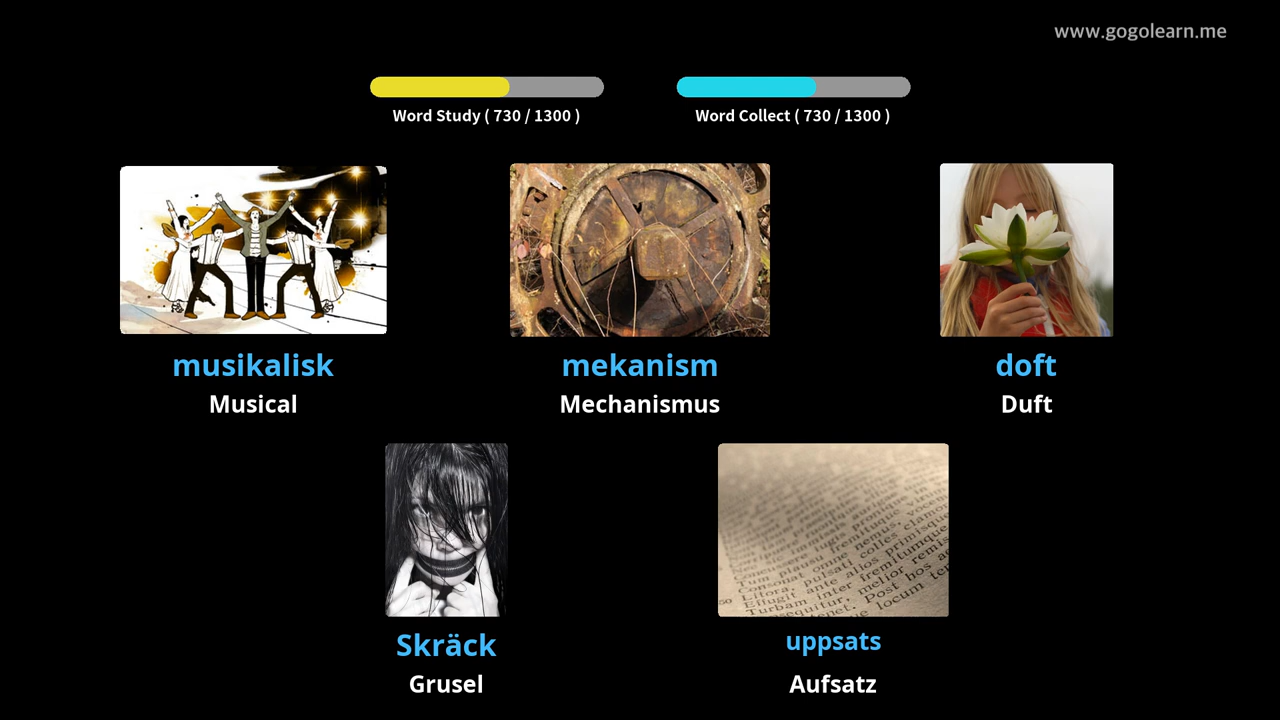 www.gogolearn.me
Word Study ( 730 / 1300 )
Word Collect ( 730 / 1300 )
musikalisk
Musical
mekanism
Mechanismus
doft
Duft
Skräck
Grusel
uppsats
Aufsatz